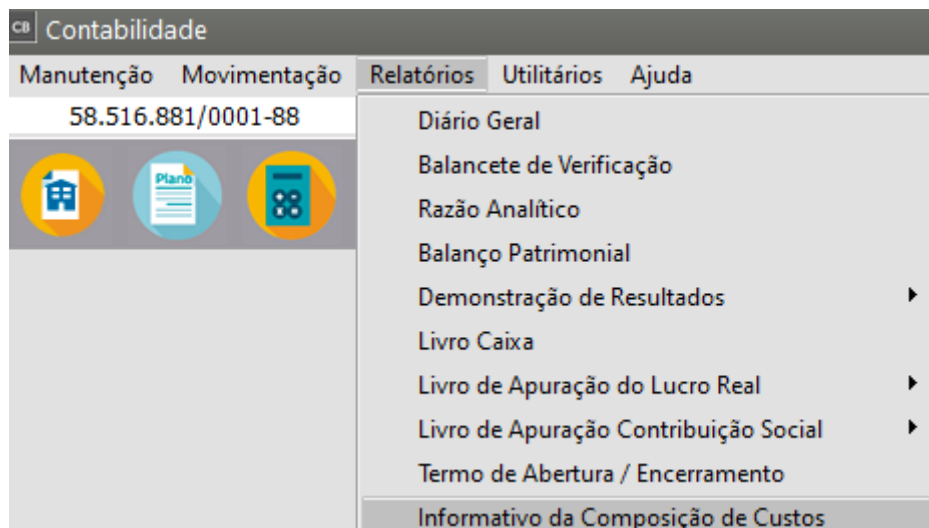 CB Contabilidade
Manutenção Movimentação Relatórios Utilitários Ajuda
58.516.881/0001-88
Plano
Diário Geral
Balancete de Verificação
Razão Analítico
Balanço Patrimonial
Demonstração de Resultados
Livro Caixa
Livro de Apuração do Lucro Real
Livro de Apuração Contribuição Social
Termo de Abertura / Encerramento
Informativo da Composição de Custos